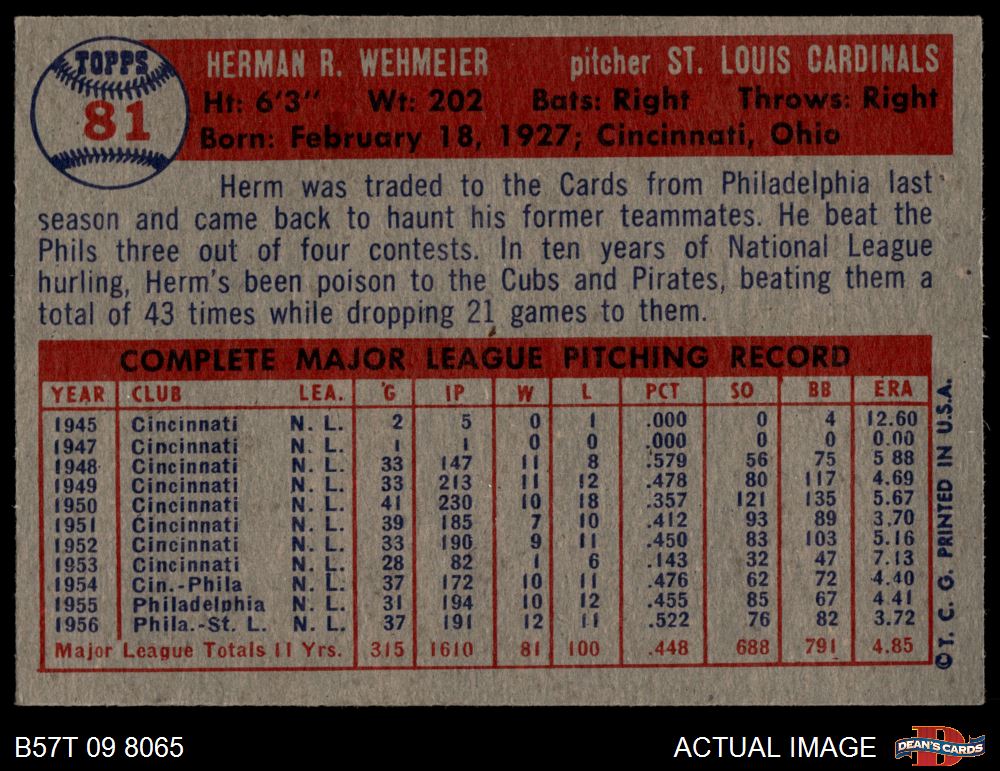 TOPPS
81
HERMAN R. WEHMEIER pitcher ST. LOUIS CARDINALS
Ht: 6'3" Wt: 202 Bats: Right Throws: Right
Born: February 18, 1927; Cincinnati, Ohio
Herm was traded to the Cards from Philadelphia last
season and came back to haunt his former teammates. He beat the
Phils three out of four contests. In ten years of National League
hurling, Herm's been poison to the Cubs and Pirates, beating them a
total of 43 times while dropping 21 games to them.
COMPLETE MAJOR LEAGUE PITCHING RECORD
YEAR CLUB LEA. G IP W L PCT SO BB ERA
1945 Cincinnati N. L. 2 5 0 1 .000 0 4 12.60
1947 Cincinnati N. L. 1 1 0 0 .000 0 0 0.00
1948 Cincinnati N. L. 33 147 11 8 .579 56 75 5 88
1949 Cincinnati N. L. 33 213 11 12 .478 80 117 4.69
1950 Cincinnati N. L. 41 230 10 18 .357 121 135 5.67
1951 Cincinnati N. L. 39 185 7 10 .412 93 89 3.70
1952 Cincinnati N. L. 33 190 9 11 .450 83 103 5.16
1953 Cincinnati N. L. 28 82 1 6 .143 32 47 7.13
1954 Cin.-Phila N. L. 37 172 10 11 .476 62 72 4.40
1955 Philadelphia N. L. 31 194 10 12 .455 85 67 4.41
1956 Phila.-St. L. N. L. 37 191 12 11 .522 76 82 3.72
Major League Totals 11 Yrs. 315 1610 81 100 .448 688 791 4.85
© T. C. G. PRINTED IN U.S.A.
B57T 09 8065 ACTUAL IMAGE DEAN'S CARDS